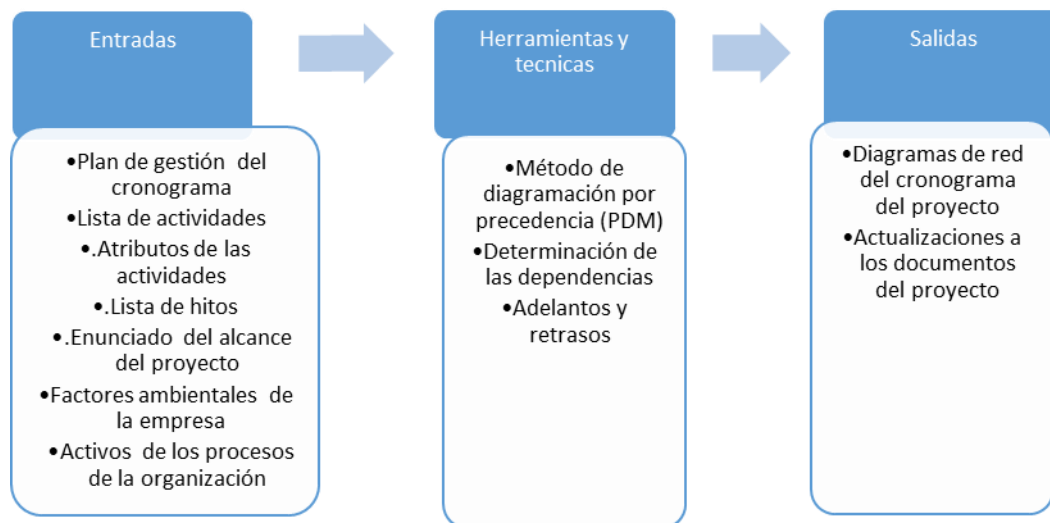 Entradas
•Plan de gestión del
cronograma
•Lista de actividades
•.Atributos de las
actividades
•.Lista de hitos
•.Enunciado del alcance
del proyecto
•Factores ambientales de
la empresa
•Activos de los procesos
de la organización
Herramientas y
tecnicas
•Método de
diagramación por
precedencia (PDM)
•Determinación de
las dependencias
•Adelantos y
retrasos
Salidas
•Diagramas de red
del cronograma
del proyecto
•Actualizaciones a
los documentos
del proyecto